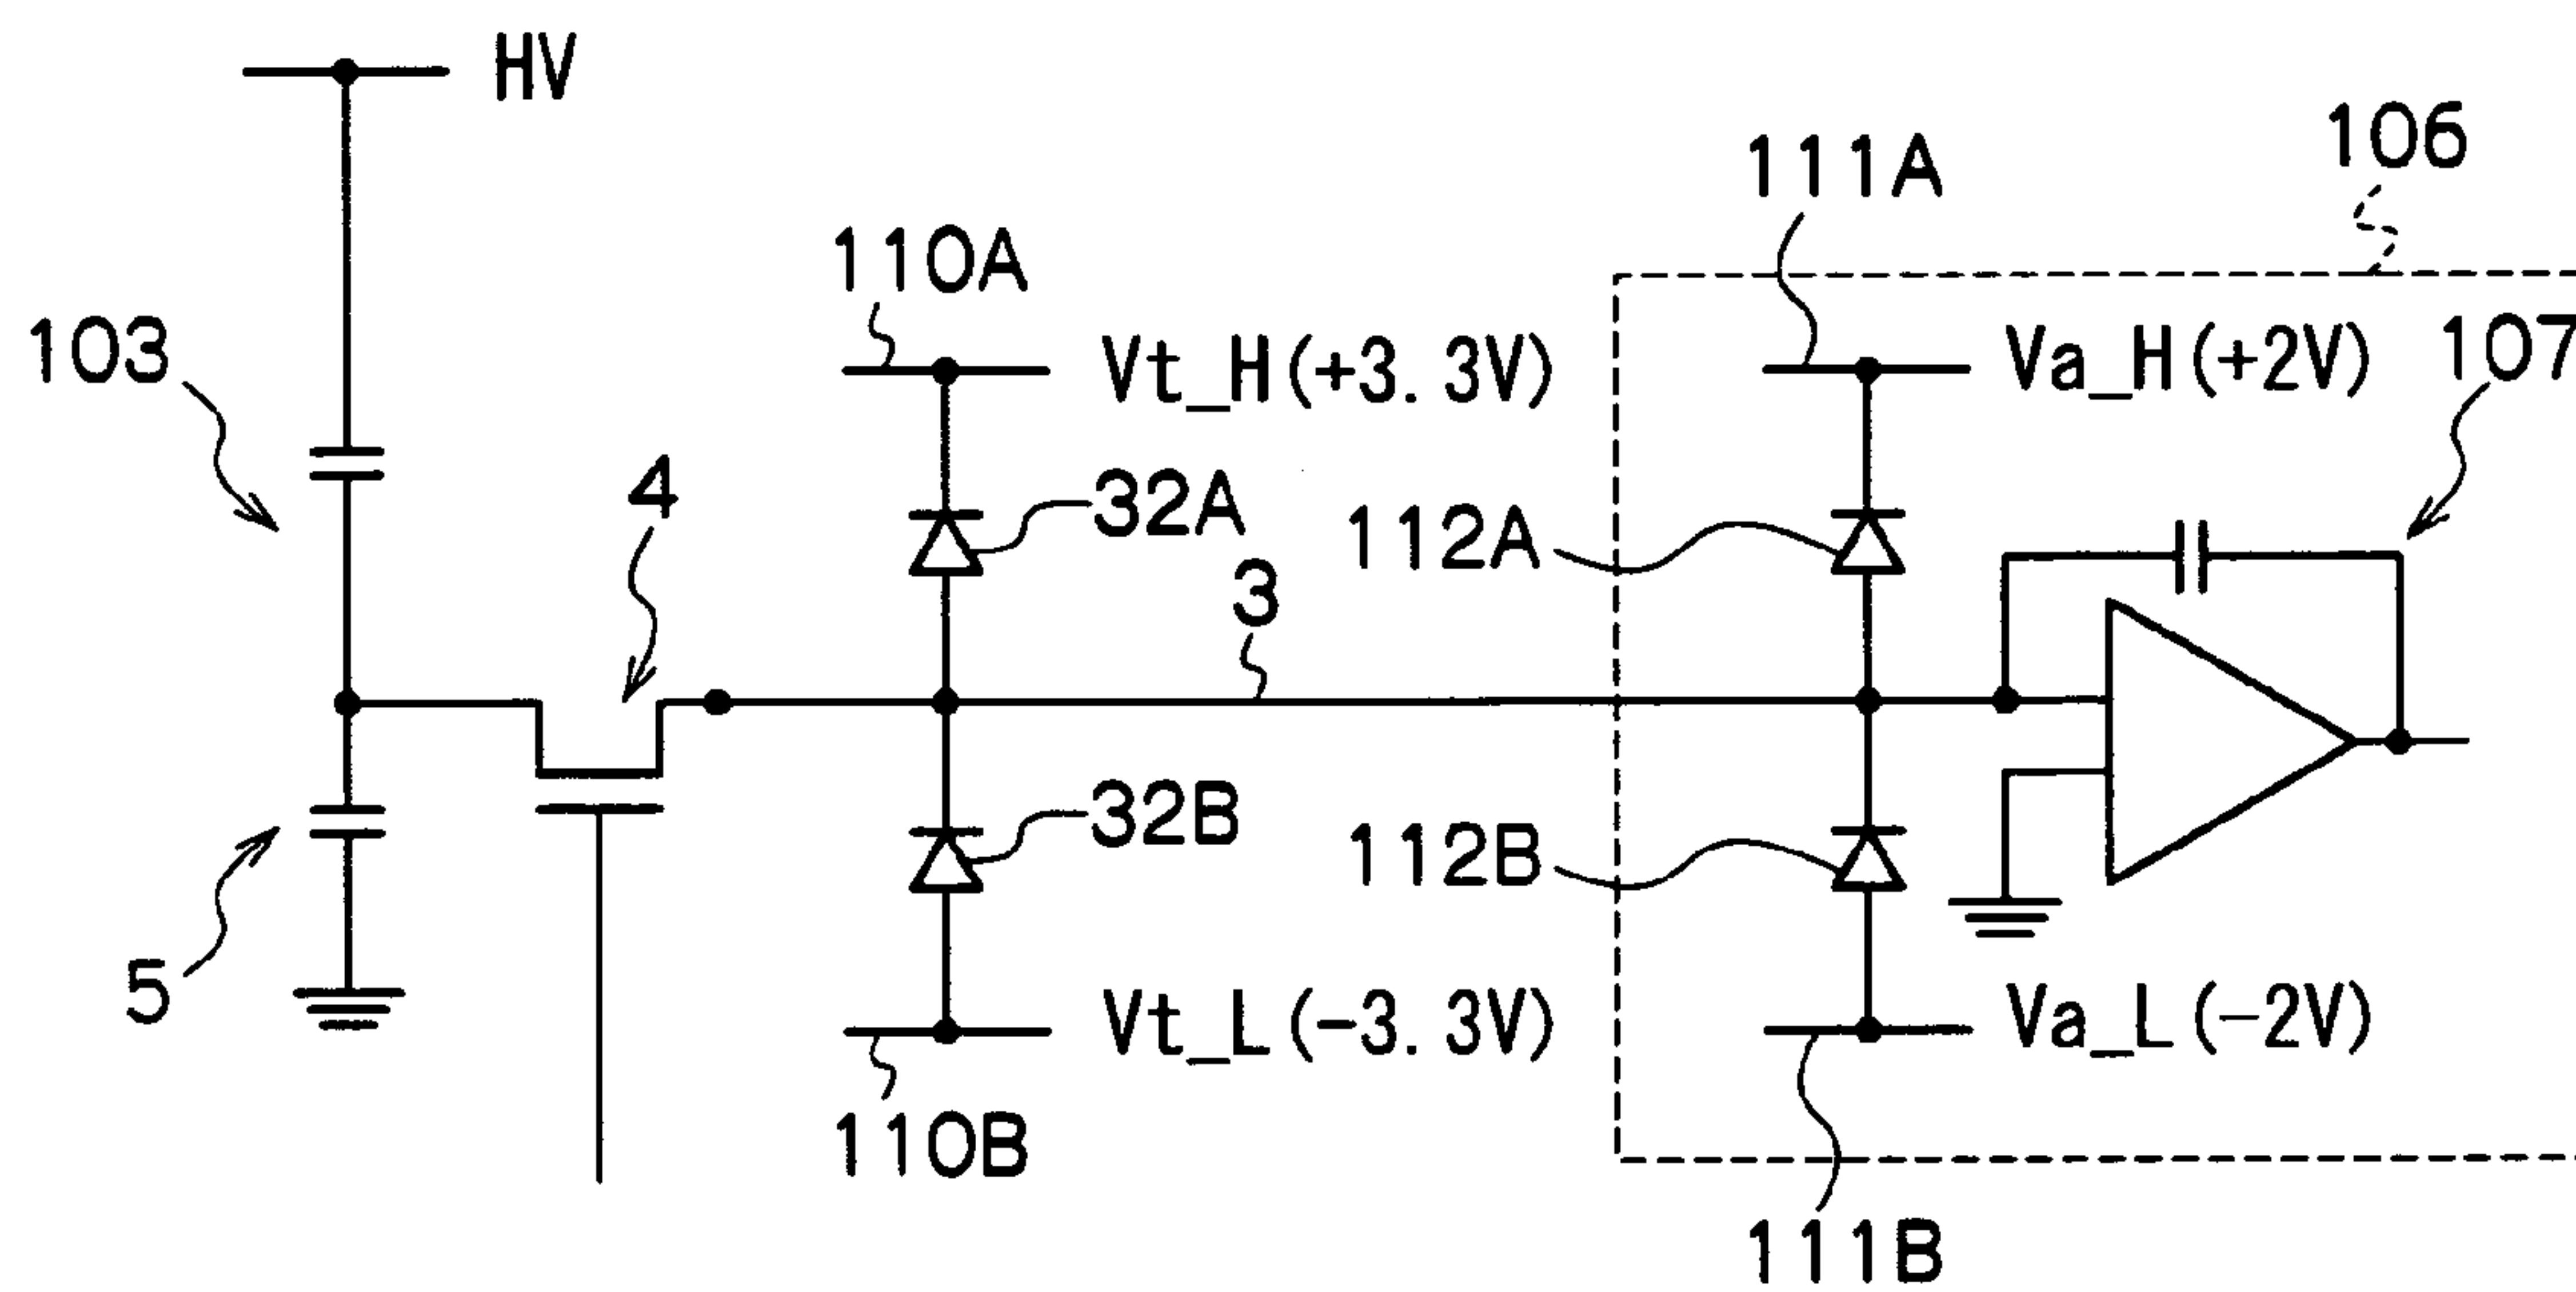 HV
106
111A
110A
103
Vt_H(+3. 3V)
Va_H(+2V)
107
4
32A
112A
3
32B
112B
5
Vt_L(-3. 3V)
Va_L(-2V)
110B
111B